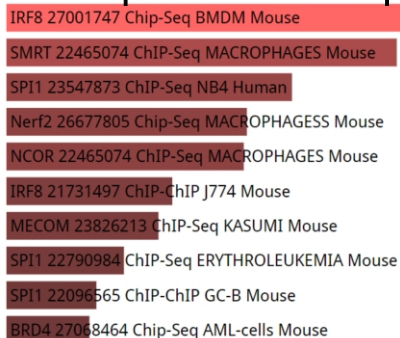 IRF8 27001747 Chip-Seq BMDM Mouse
SMRT 22465074 ChIP-Seq MACROPHAGES Mouse
SPI1 23547873 ChIP-Seq NB4 Human
Nerf2 26677805 Chip-Seq MACROPHAGESS Mouse
NCOR 22465074 ChIP-Seq MACROPHAGES Mouse
IRF8 21731497 ChIP-ChIP J774 Mouse
MECOM 23826213 ChIP-Seq KASUMI Mouse
SPI1 22790984 ChIP-Seq ERYTHROLEUKEMIA Mouse
SPI1 22096565 ChIP-ChIP GC-B Mouse
BRD4 27068464 Chip-Seq AML-cells Mouse